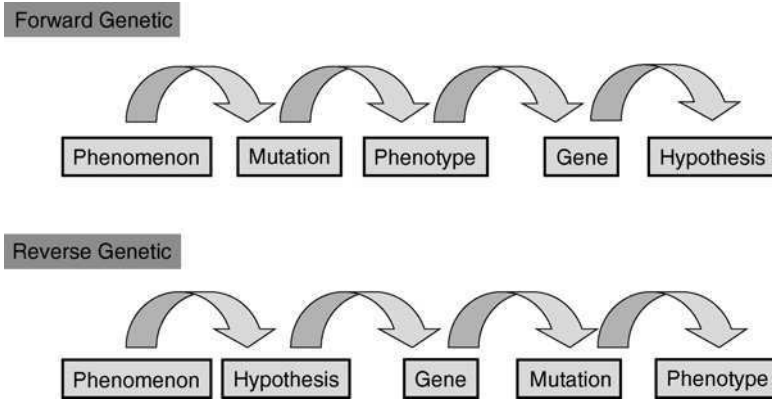 Forward Genetic
Phenomenon Mutation Phenotype Gene Hypothesis
Reverse Genetic
Phenomenon Hypothesis Gene Mutation Phenotype